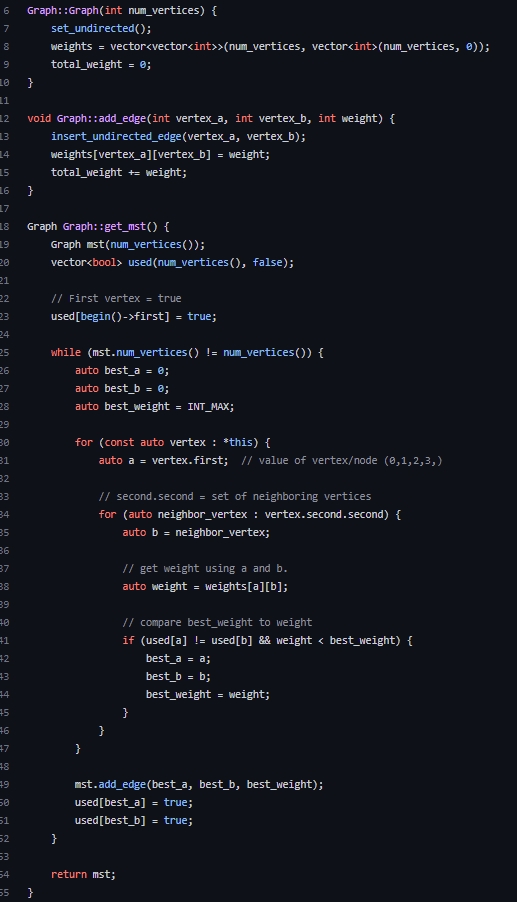 6 Graph::Graph(int num_vertices) {
7     set_undirected();
8     weights = vector<vector<int>>(num_vertices, vector<int>(num_vertices, 0));
9     total_weight = 0;
10 }
11
12 void Graph::add_edge(int vertex_a, int vertex_b, int weight) {
13     insert_undirected_edge(vertex_a, vertex_b);
14     weights[vertex_a][vertex_b] = weight;
15     total_weight += weight;
16 }
17
18 Graph Graph::get_mst() {
19     Graph mst(num_vertices());
20     vector<bool> used(num_vertices(), false);
21
22     // First vertex = true
23     used[begin()->first] = true;
24
25     while (mst.num_vertices() != num_vertices()) {
26         auto best_a = 0;
27         auto best_b = 0;
28         auto best_weight = INT_MAX;
29
30         for (const auto vertex : *this) {
31             auto a = vertex.first;  // value of vertex/node (0,1,2,3,)
32
33             // second.second = set of neighboring vertices
34             for (auto neighbor_vertex : vertex.second.second) {
35                 auto b = neighbor_vertex;
36
37                 // get weight using a and b.
38                 auto weight = weights[a][b];
39
40                 // compare best_weight to weight
41                 if (used[a] != used[b] && weight < best_weight) {
42                     best_a = a;
43                     best_b = b;
44                     best_weight = weight;
45                 }
46             }
47         }
48
49         mst.add_edge(best_a, best_b, best_weight);
50         used[best_a] = true;
51         used[best_b] = true;
52     }
53
54     return mst;
55 }